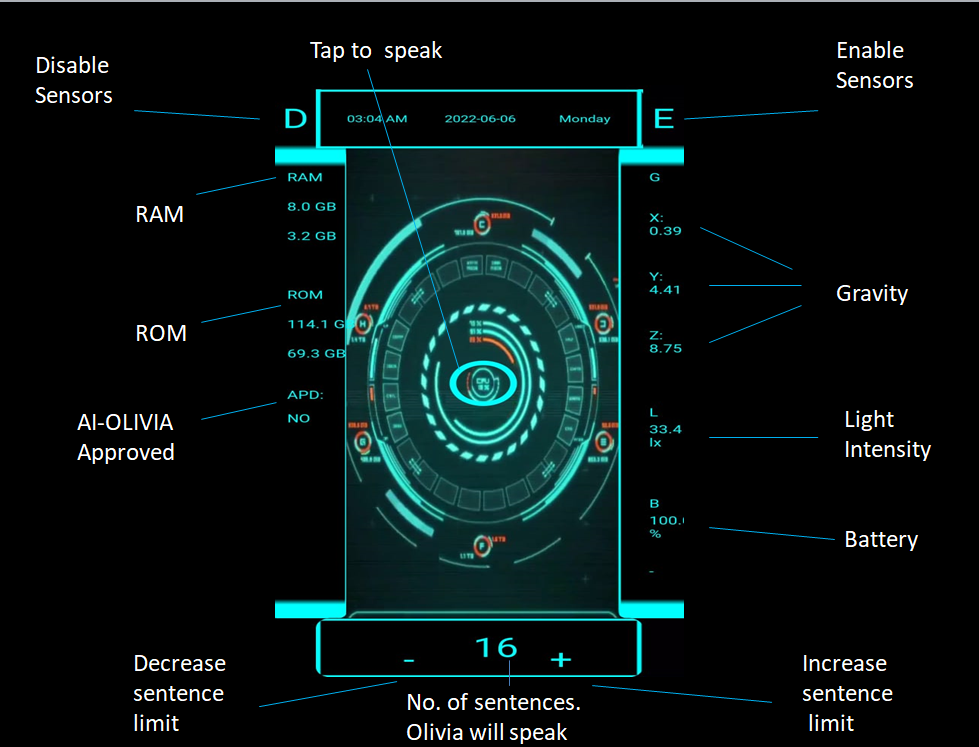 Tap to speak
Disable
Sensors
Enable
Sensors
D
03:04 AM 2022-06-06 Monday
E
RAM
8.0 GB
3.2 GB
RAM
ROM
114.1 G
69.3 GB
ROM
APD:
NO
AI-OLIVIA
Approved
C
H
J
F
CPU
G
X:
0.39
Y:
4.41
Z:
8.75
Gravity
L
33.4
lx
Light
Intensity
B
100.
%
-
Battery
- 16 +
Decrease
sentence
limit
No. of sentences.
Olivia will speak
Increase
sentence
limit